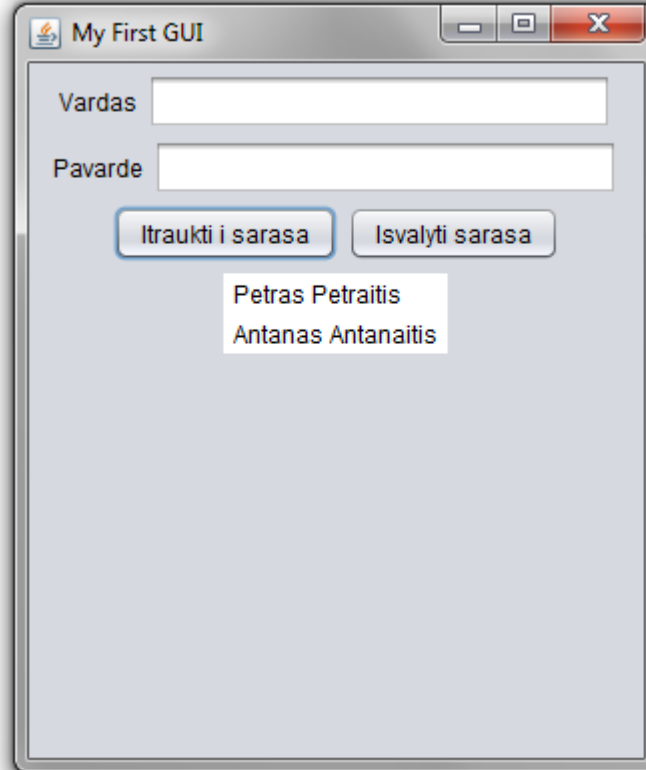 My First GUI
Vardas
Pavarde
Itraukti i sarasa Isvalyti sarasa
Petras Petraitis
Antanas Antanaitis